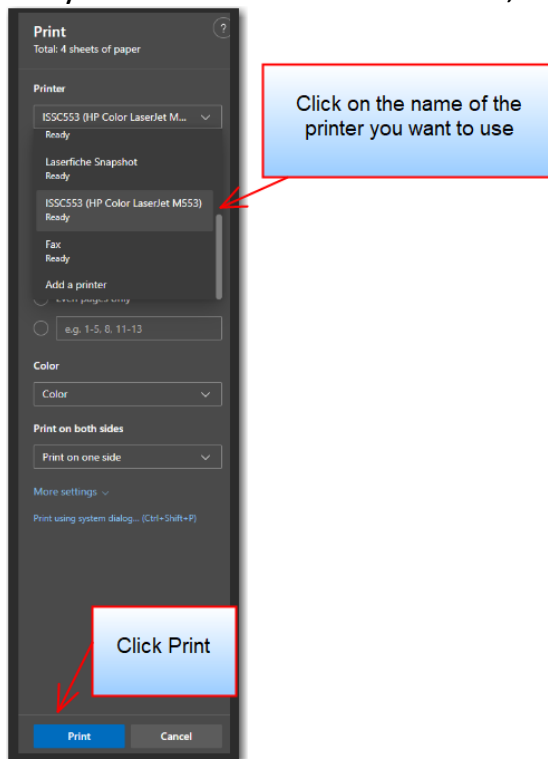 Print
?
Total: 4 sheets of paper
Printer
ISSC553 (HP Color LaserJet M...
Ready
Laserfiche Snapshot
Ready
ISSC553 (HP Color LaserJet M553)
Ready
Fax
Ready
Add a printer
Even pages only
e.g. 1-5, 8, 11-13
Color
Color
Print on both sides
Print on one side
More settings
Print using system dialog... (Ctrl+Shift+P)
Print
Cancel
Click on the name of the
printer you want to use
Click Print